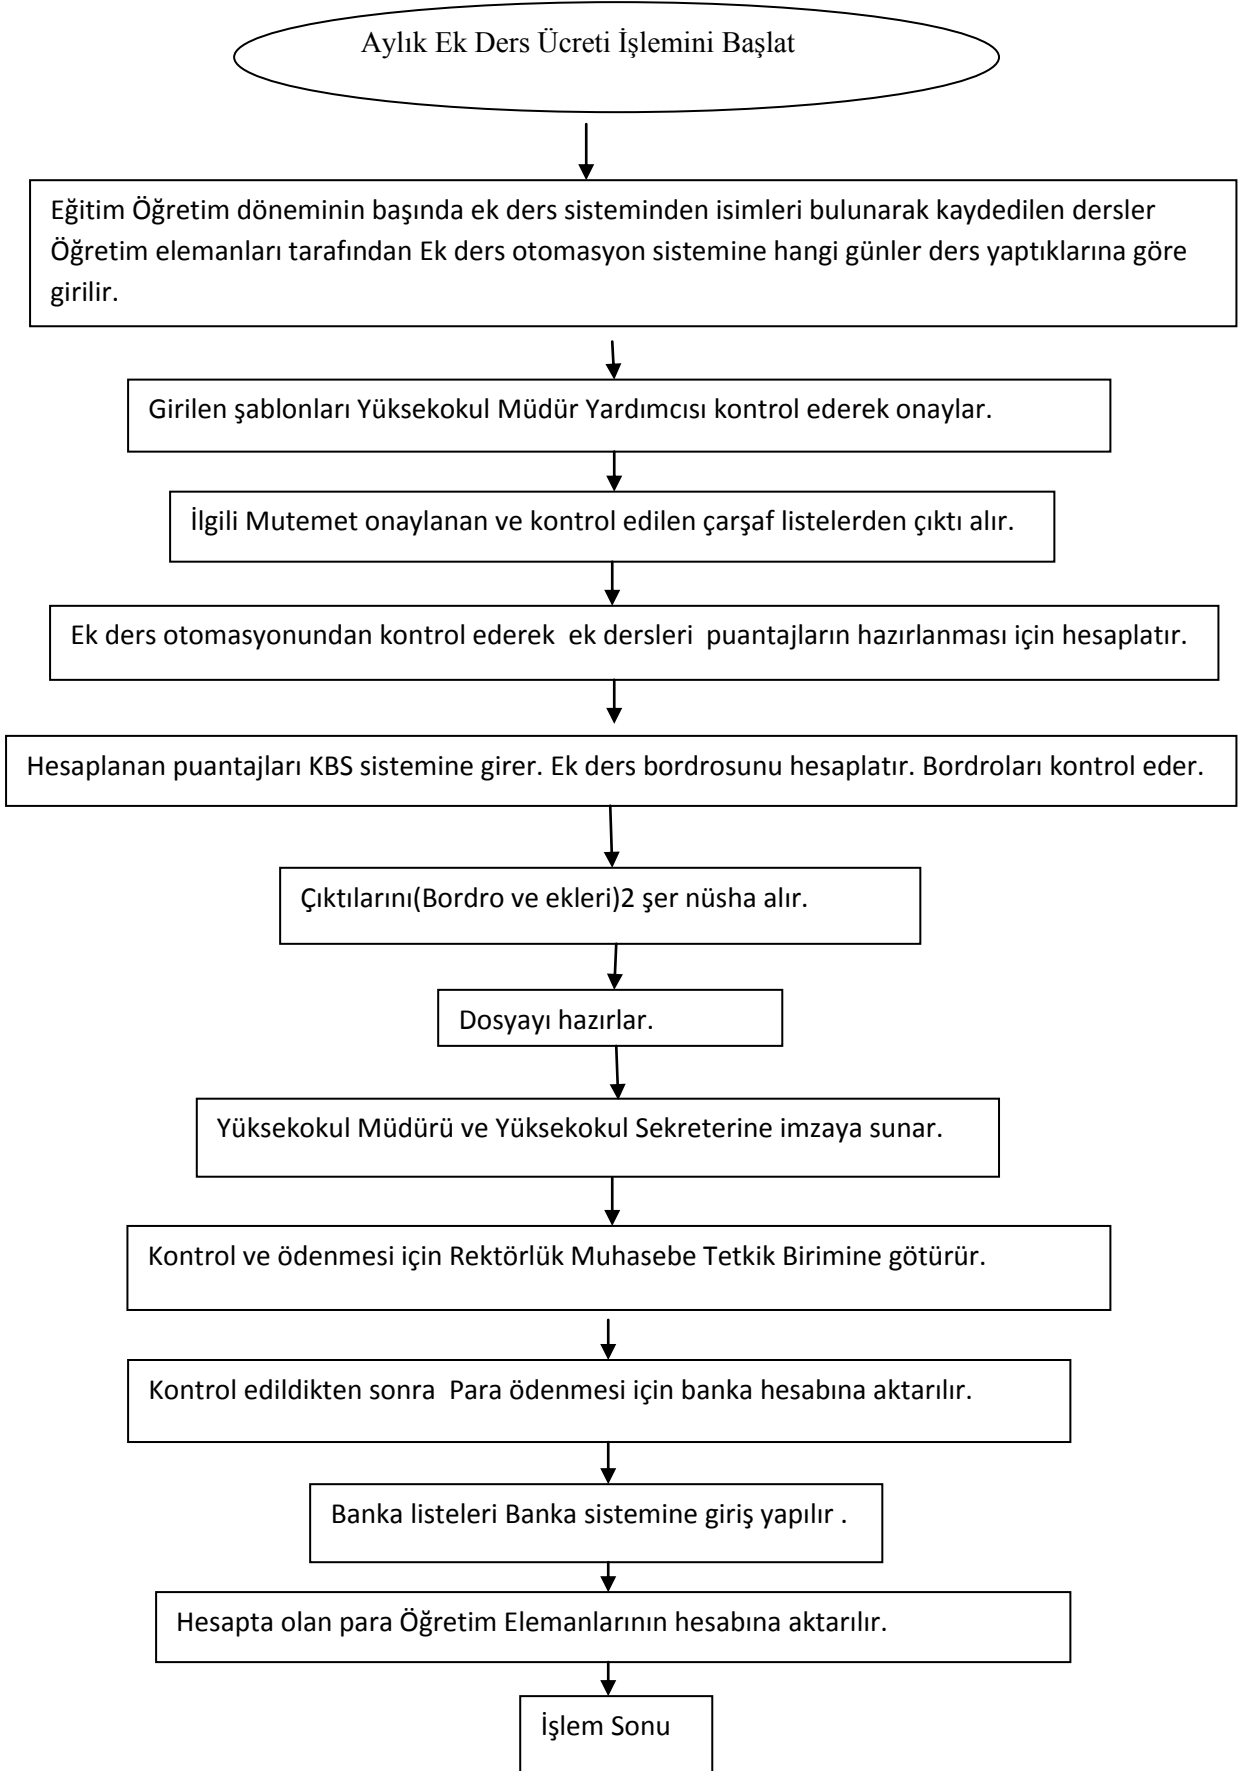 Aylık Ek Ders Ücreti İşlemini Başlat
Eğitim Öğretim döneminin başında ek ders sisteminden isimleri bulunarak kaydedilen dersler
Öğretim elemanları tarafından Ek ders otomasyon sistemine hangi günler ders yaptıklarına göre
girilir.
Girilen şablonları Yüksekokul Müdür Yardımcısı kontrol ederek onaylar.
İlgili Mutemet onaylanan ve kontrol edilen çarşaf listelerden çıktı alır.
Ek ders otomasyonundan kontrol ederek  ek dersleri  puantajların hazırlanması için hesaplatır.
Hesaplanan puantajları KBS sistemine girer. Ek ders bordrosunu hesaplatır. Bordroları kontrol eder.
Çıktılarını(Bordro ve ekleri)2 şer nüsha alır.
Dosyayı hazırlar.
Yüksekokul Müdürü ve Yüksekokul Sekreterine imzaya sunar.
Kontrol ve ödenmesi için Rektörlük Muhasebe Tetkik Birimine götürür.
Kontrol edildikten sonra  Para ödenmesi için banka hesabına aktarılır.
Banka listeleri Banka sistemine giriş yapılır .
Hesapta olan para Öğretim Elemanlarının hesabına aktarılır.
İşlem Sonu